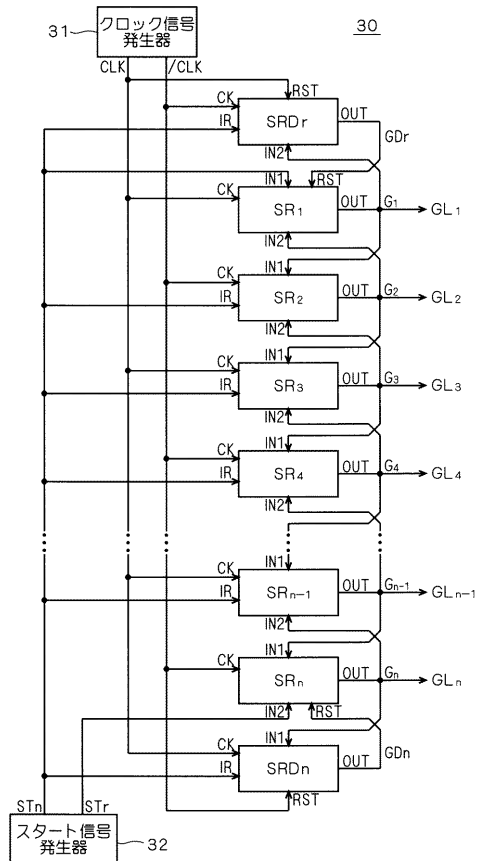 31
クロック信号
発生器
30
CLK
/CLK
RST
CK
IR
SRDr
OUT
GDr
IN2
IN1
RST
CK
SR1
OUT
G1
GL1
IN2
IN1
CK
IR
SR2
OUT
G2
GL2
IN2
IN1
CK
IR
SR3
OUT
G3
GL3
IN2
IN1
CK
IR
SR4
OUT
G4
GL4
IN2
IN1
CK
IR
SRn-1
OUT
Gn-1
GLn-1
IN2
IN1
CK
SRn
OUT
Gn
GLn
IN2
RST
IN1
CK
IR
SRDn
OUT
GDn
RST
STn
STr
スタート信号
発生器
32